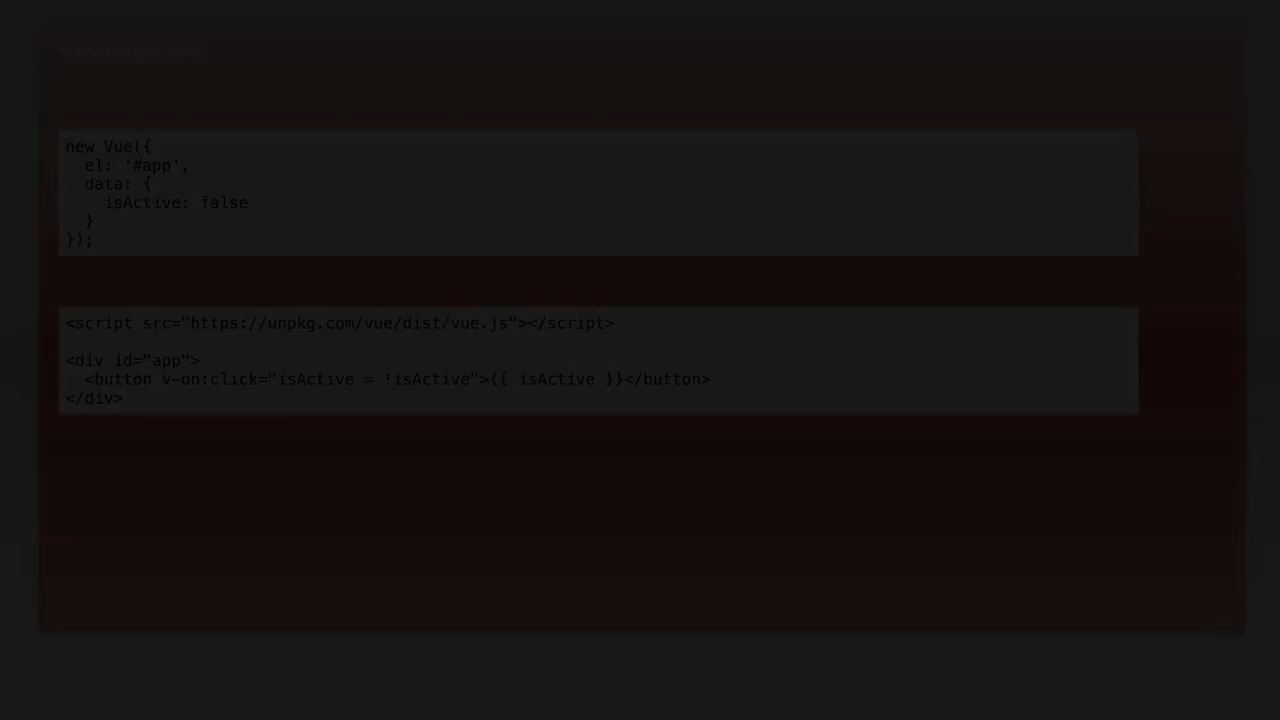 new Vue({
  el: '#app',
  data: {
    isActive: false
  }
});
<script src="https://unpkg.com/vue/dist/vue.js"></script>
<div id="app">
  <button v-on:click="isActive = !isActive">{{ isActive }}</button>
</div>